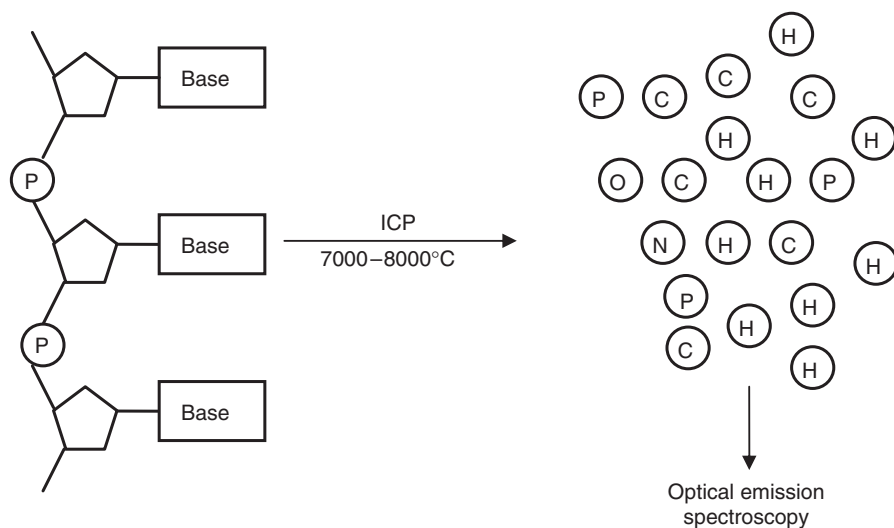 Base
P
Base
P
Base
ICP
7000–8000°C
H
C
P C C
H H
O C H P
N H C
H
P
H
H
C
H
Optical emission
spectroscopy